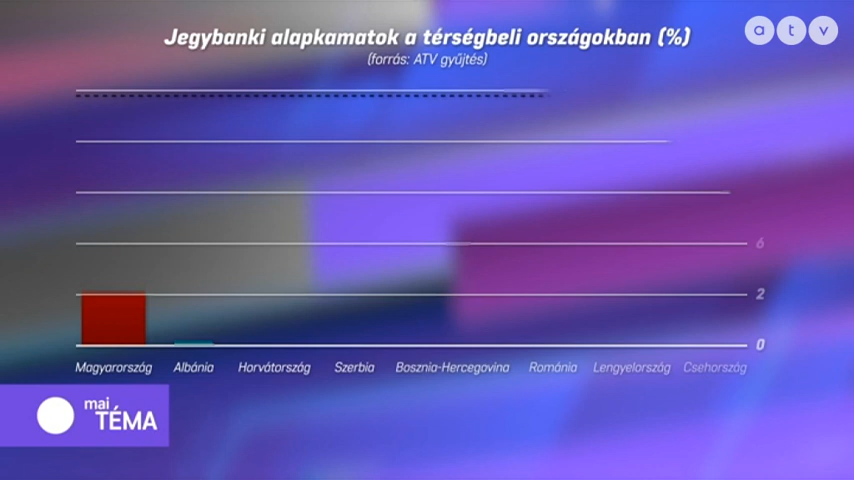 Jegybanki alapkamatok a térségbeli országokban (%)
(forrás: ATV gyűjtés)
atv
6
2
0
Magyarország Albánia Horvátország Szerbia Bosznia-Hercegovina Románia Lengyelország Csehország
mai
TÉMA